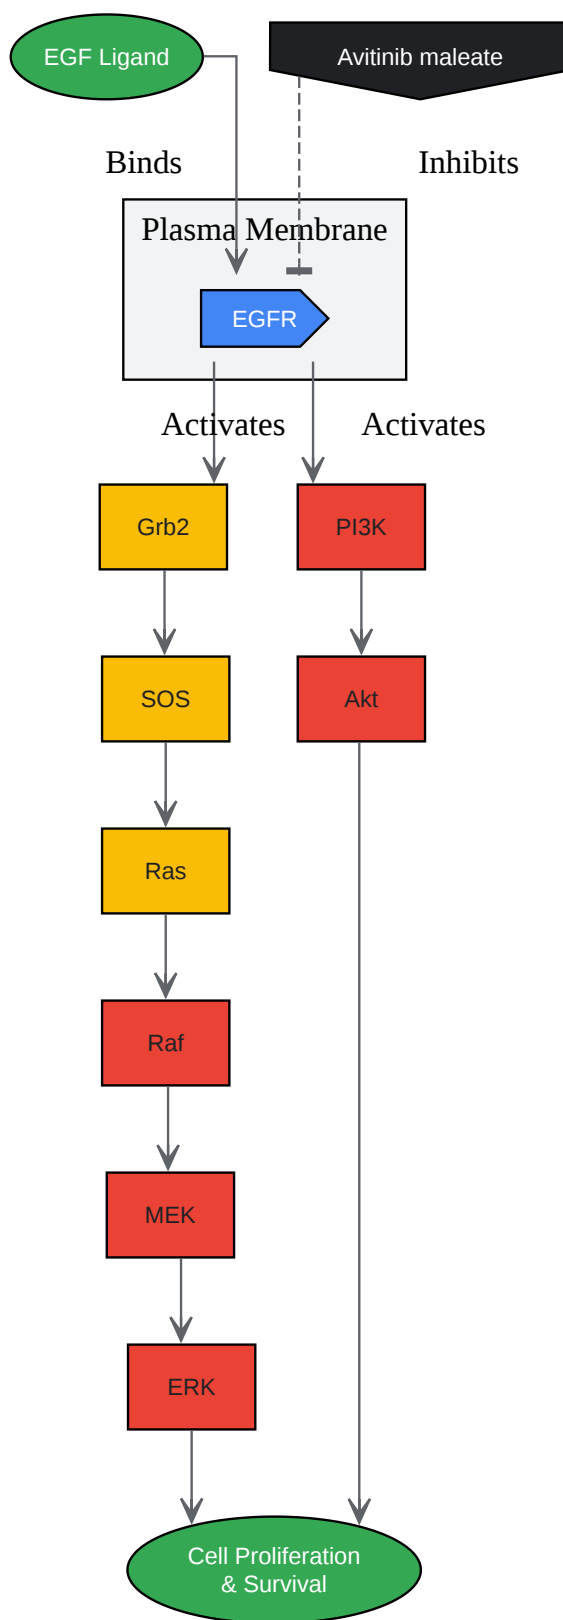 EGF Ligand
Avitinib maleate
Binds
Inhibits
Plasma Membrane
EGFR
Activates
Activates
Grb2
PI3K
SOS
Akt
Ras
Raf
MEK
ERK
Cell Proliferation
& Survival